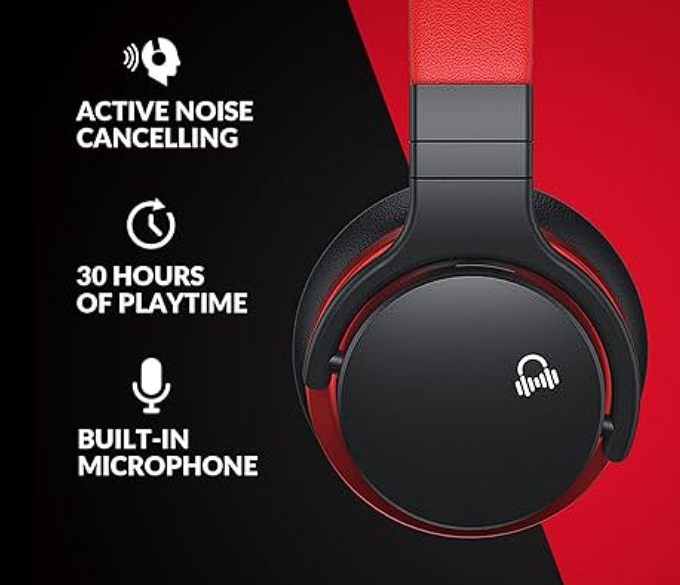 ACTIVE NOISE
CANCELLING
30 HOURS
OF PLAYTIME
BUILT-IN
MICROPHONE